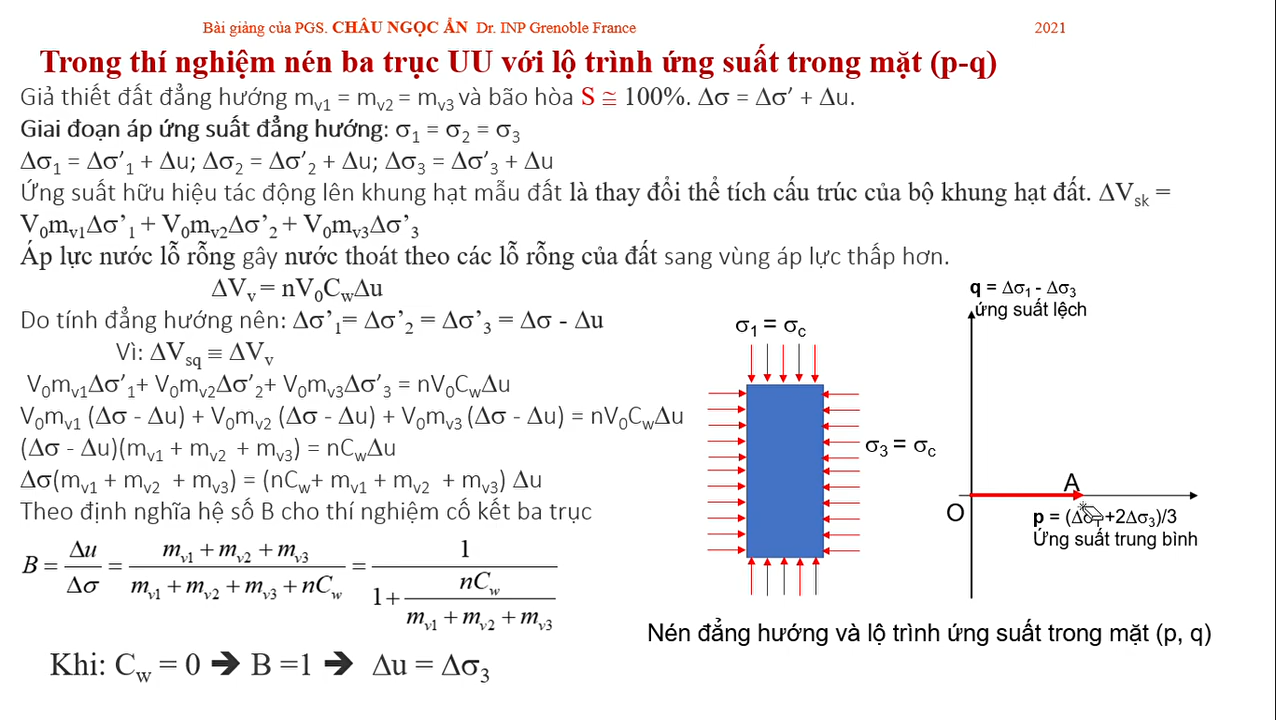 Bài giảng của PGS. CHÂU NGỌC ẨN Dr. INP Grenoble France 2021
Trong thí nghiệm nén ba trục UU với lộ trình ứng suất trong mặt (p-q)
Giả thiết đất đẳng hướng mv1 = mv2 = mv3 và bão hòa S ≅ 100%. Δσ = Δσ′ + Δu.
Giai đoạn áp ứng suất đẳng hướng: σ1 = σ2 = σ3
Δσ1 = Δσ′1 + Δu; Δσ2 = Δσ′2 + Δu; Δσ3 = Δσ′3 + Δu
Ứng suất hữu hiệu tác động lên khung hạt mẫu đất là thay đổi thể tích cấu trúc của bộ khung hạt đất. ΔVsk =
V0mv1Δσ’1 + V0mv2Δσ’2 + V0mv3Δσ’3
Áp lực nước lỗ rỗng gây nước thoát theo các lỗ rỗng của đất sang vùng áp lực thấp hơn.
ΔVv = nV0CwΔu
Do tính đẳng hướng nên: Δσ’1= Δσ’2 = Δσ’3 = Δσ - Δu
Vì: ΔVsq ≡ ΔVv
V0mv1Δσ′1+ V0mv2Δσ′2+ V0mv3Δσ′3 = nV0CwΔu
V0mv1 (Δσ - Δu) + V0mv2 (Δσ - Δu) + V0mv3 (Δσ - Δu) = nV0CwΔu
(Δσ - Δu)(mv1 + mv2 + mv3) = nCwΔu
Δσ(mv1 + mv2 + mv3) = (nCw+ mv1 + mv2 + mv3) Δu
Theo định nghĩa hệ số B cho thí nghiệm cố kết ba trục
B = Δu/Δσ = (mv1 + mv2 + mv3)/(mv1 + mv2 + mv3 + nCw) = 1/(1 + nCw/(mv1 + mv2 + mv3))
Khi: Cw = 0 ➔ B =1 ➔ Δu = Δσ3
σ1 = σc
σ3 = σc
q = Δσ1 - Δσ3
ứng suất lệch
A
O
p = (Δσ1+2Δσ3)/3
Ứng suất trung bình
Nén đẳng hướng và lộ trình ứng suất trong mặt (p, q)